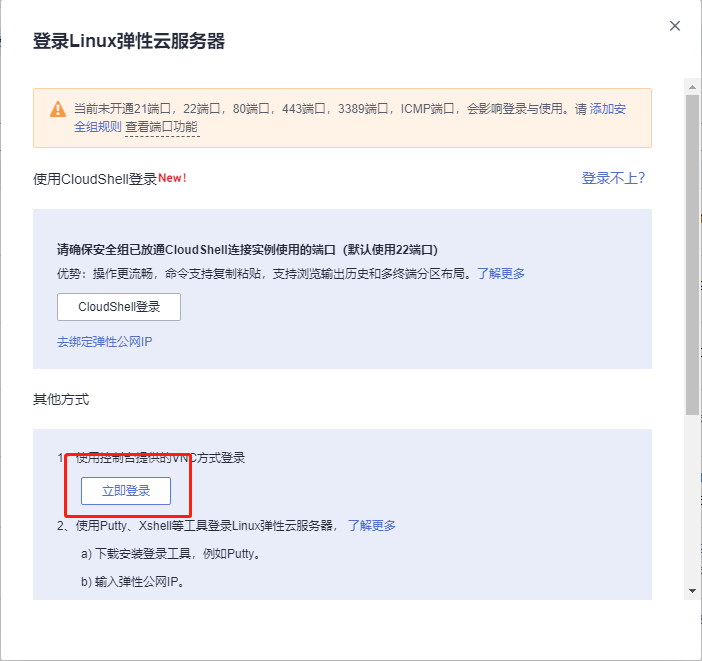 登录Linux弹性云服务器
当前未开通21端口，22端口，80端口，443端口，3389端口，ICMP端口，会影响登录与使用。请 添加安
全组规则 查看端口功能
使用CloudShell登录New!
登录不上?
请确保安全组已放通CloudShell连接实例使用的端口（默认使用22端口)
优势：操作更流畅，命令支持复制粘贴，支持浏览输出历史和多终端分区布局。了解更多
CloudShell登录
去绑定弹性公网IP
其他方式
1、使用控制台提供的VNC方式登录
立即登录
2、使用Putty、Xshell等工具登录Linux弹性云服务器， 了解更多
a) 下载安装登录工具，例如Putty。
b) 输入弹性公网IP。